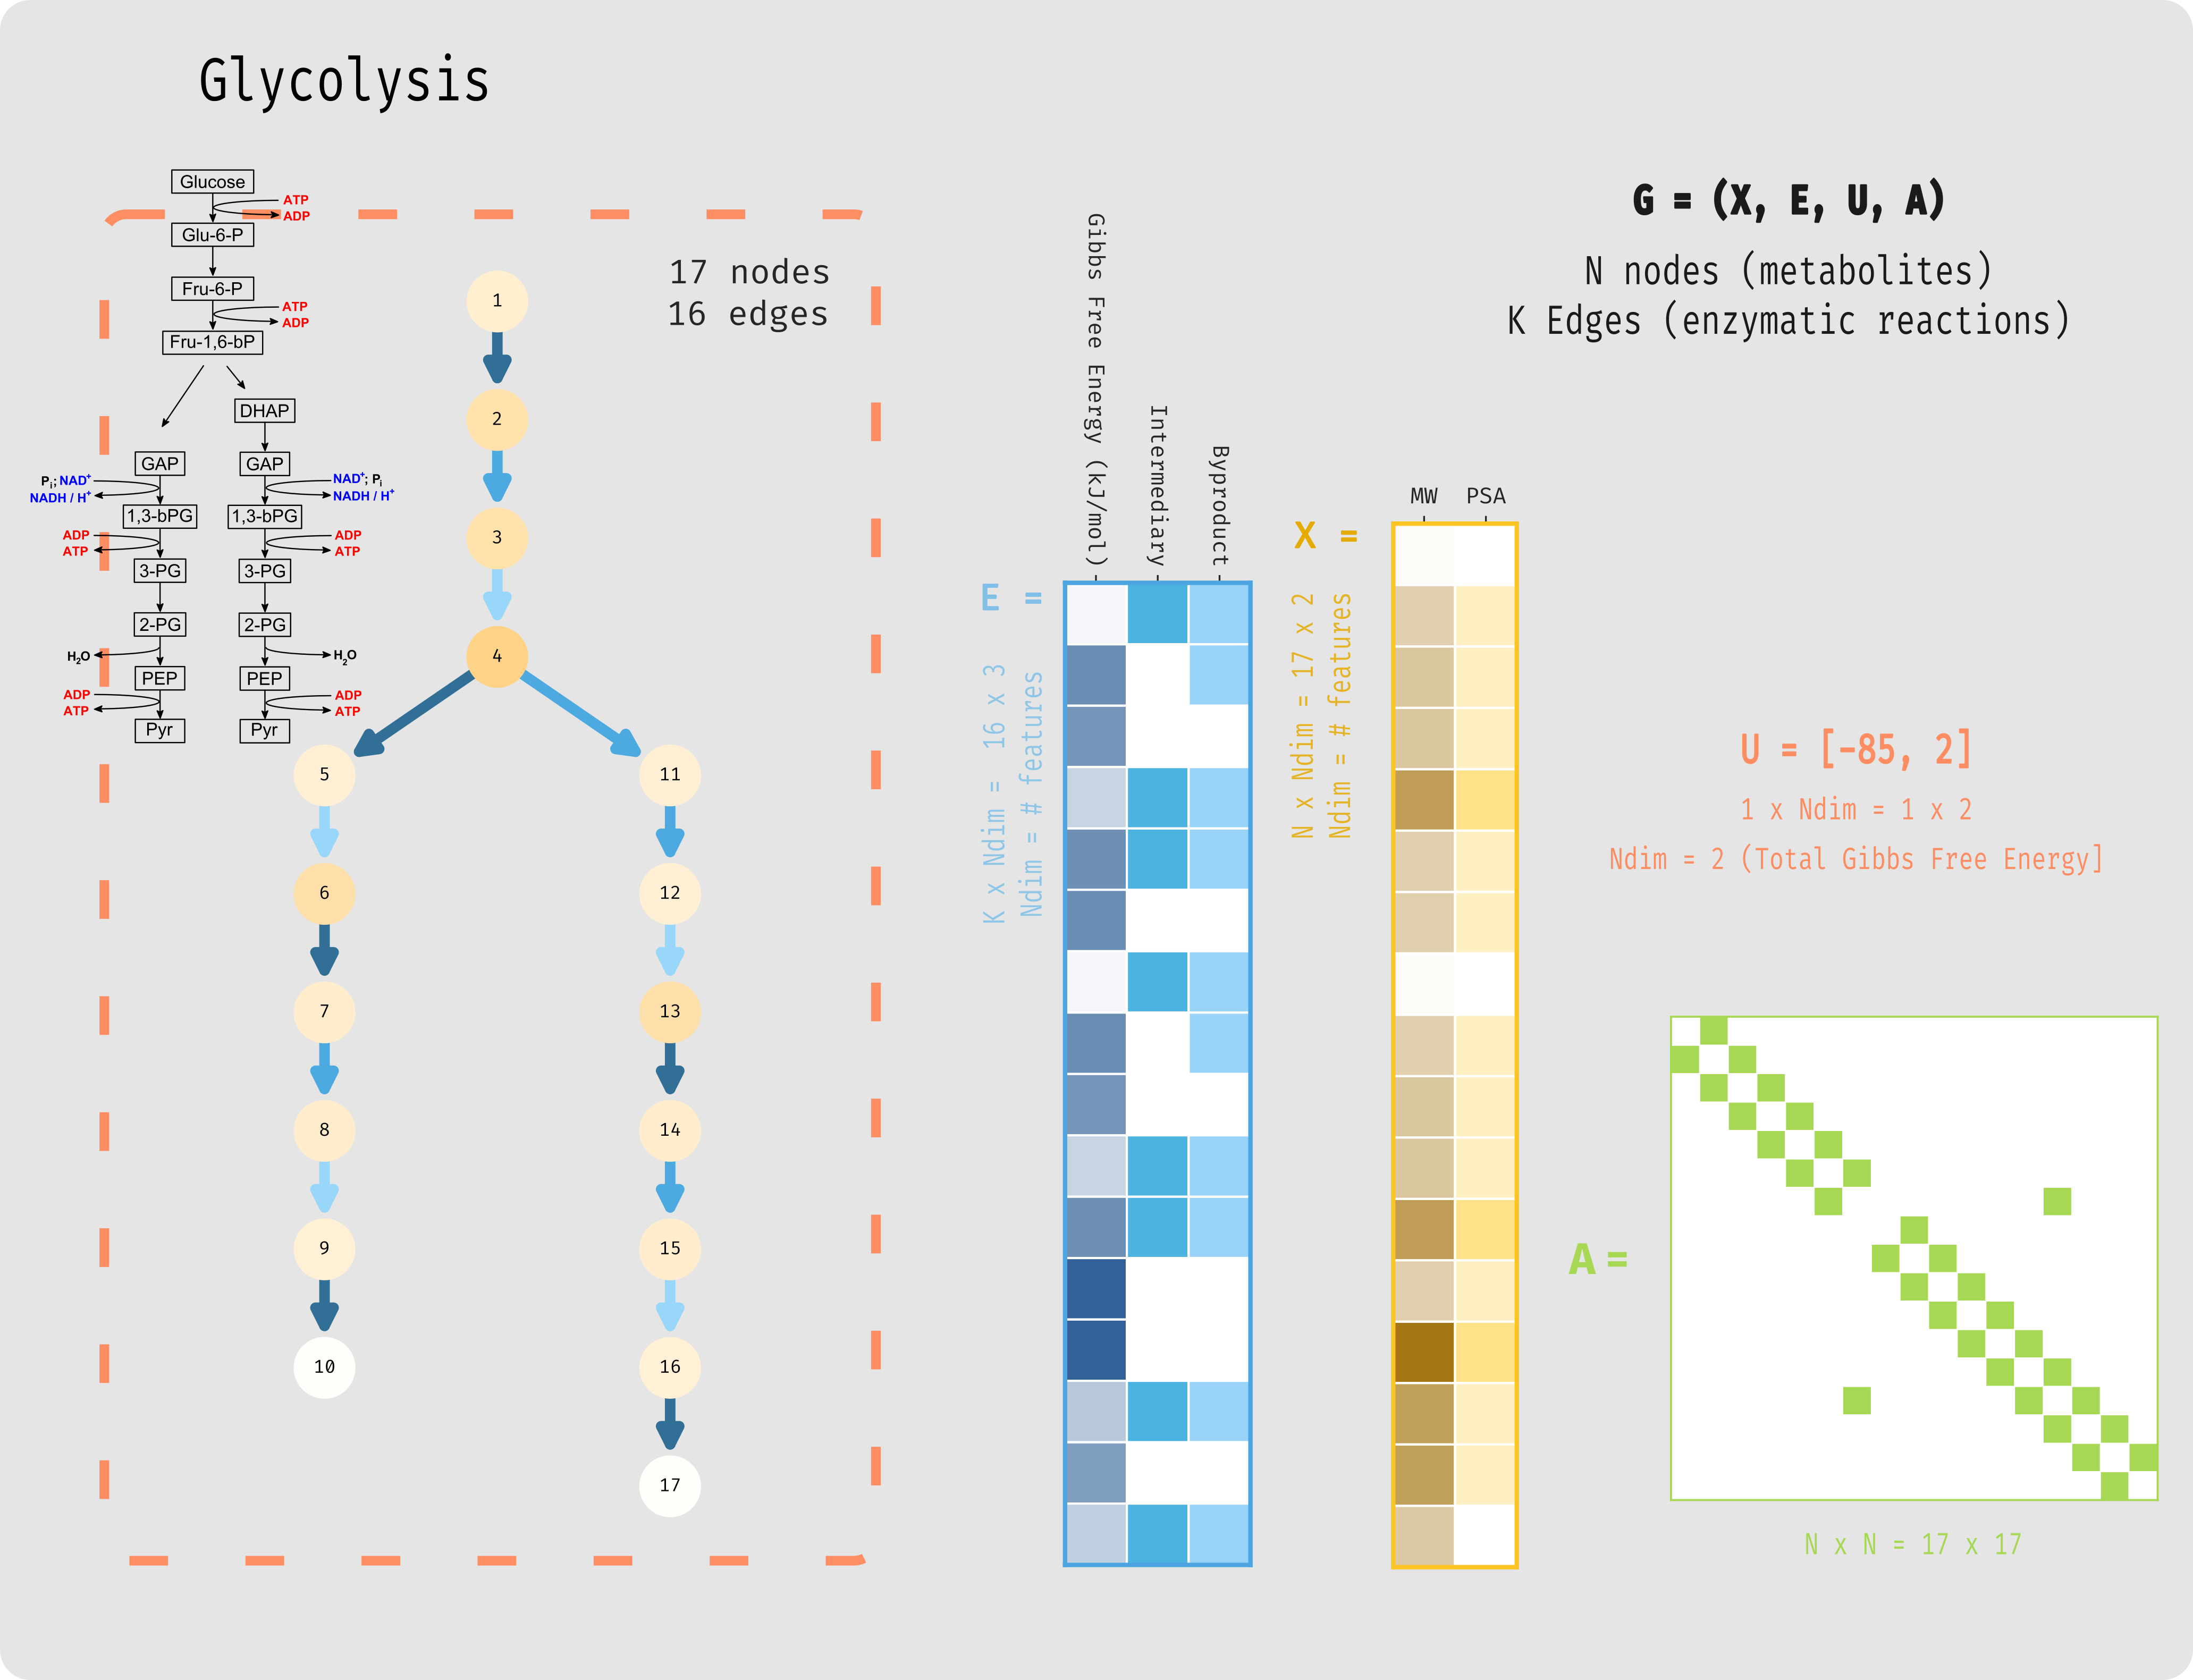 Glycolysis
Glucose
ATP
ADP
Glu-6-P
Fru-6-P
ATP
ADP
Fru-1,6-bP
DHAP
GAP
GAP
Pi; NAD+
NADH / H+
NAD+; Pi
NADH / H+
1,3-bPG
1,3-bPG
ADP
ATP
ADP
ATP
3-PG
3-PG
2-PG
2-PG
H2O
H2O
PEP
PEP
ADP
ATP
ADP
ATP
Pyr
Pyr
17 nodes
16 edges
1
2
3
4
5
11
6
12
7
13
8
14
9
15
10
16
17
Gibbs Free Energy (kJ/mol)
Intermediary
Byproduct
E =
K x Ndim = 16 x 3
Ndim = # features
MW PSA
X =
N x Ndim = 17 x 2
Ndim = # features
G = (X, E, U, A)
N nodes (metabolites)
K Edges (enzymatic reactions)
U = [-85, 2]
1 x Ndim = 1 x 2
Ndim = 2 (Total Gibbs Free Energy]
A =
N x N = 17 x 17